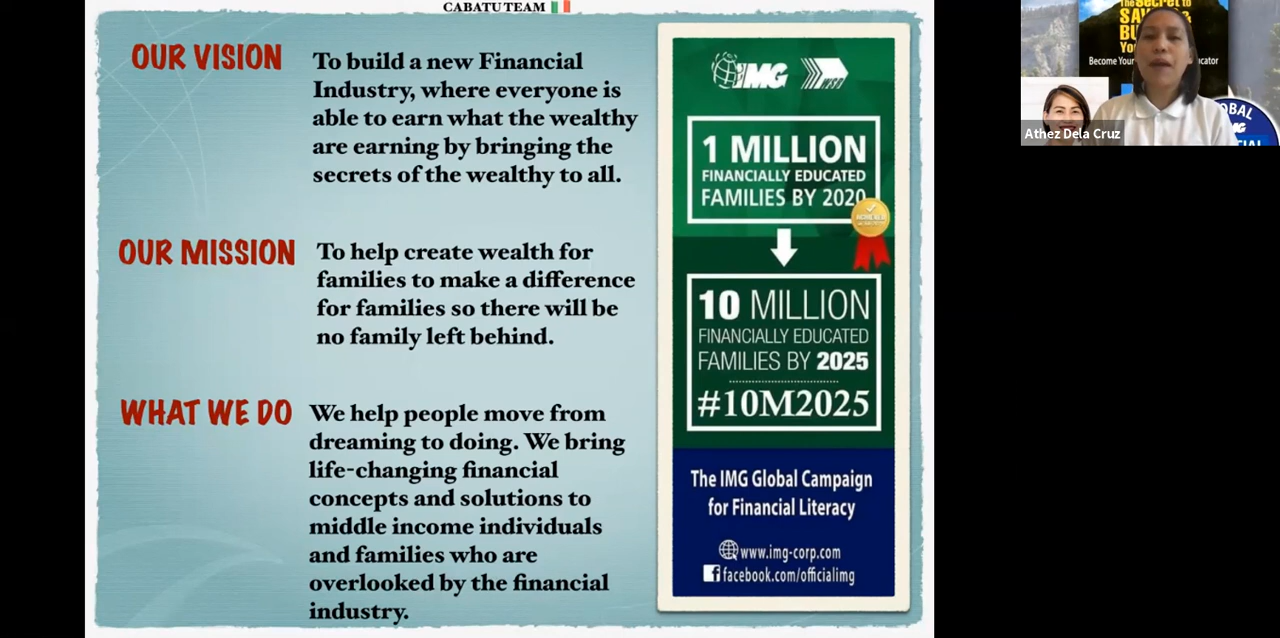 CABATU TEAM
OUR VISION
To build a new Financial
Industry, where everyone is
able to earn what the wealthy
are earning by bringing the
secrets of the wealthy to all.
OUR MISSION
To help create wealth for
families to make a difference
for families so there will be
no family left behind.
WHAT WE DO
We help people move from
dreaming to doing. We bring
life-changing financial
concepts and solutions to
middle income individuals
and families who are
overlooked by the financial
industry.
IMG WSB
1 MILLION
FINANCIALLY EDUCATED
FAMILIES BY 2020
10 MILLION
FINANCIALLY EDUCATED
FAMILIES BY 2025
#10M2025
The IMG Global Campaign
for Financial Literacy
www.img-corp.com
facebook.com/officialimg
The Secret to
Become Your
Athez Dela Cruz